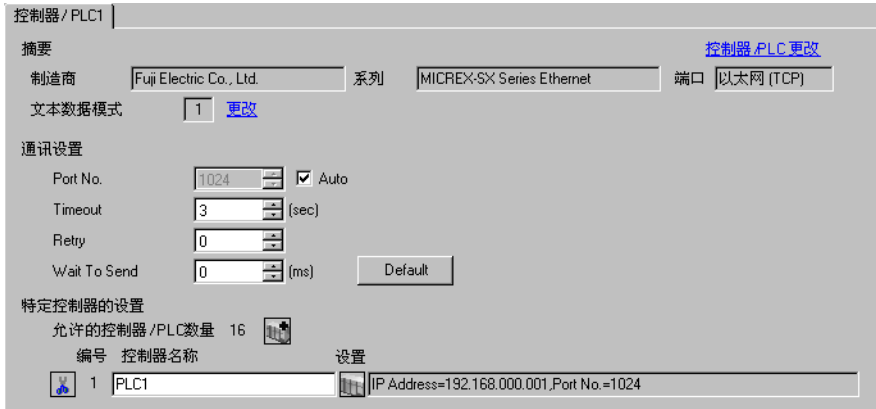 控制器/PLC1
摘要 控制器/PLC更改
制造商 Fuji Electric Co., Ltd. 系列 MICREX-SX Series Ethernet 端口 以太网 (TCP)
文本数据模式 1 更改
通讯设置
Port No. 1024 Auto
Timeout 3 (sec)
Retry 0
Wait To Send 0 (ms) Default
特定控制器的设置
允许的控制器/PLC数量 16
编号 控制器名称 设置
1 PLC1 IP Address=192.168.000.001,Port No.=1024